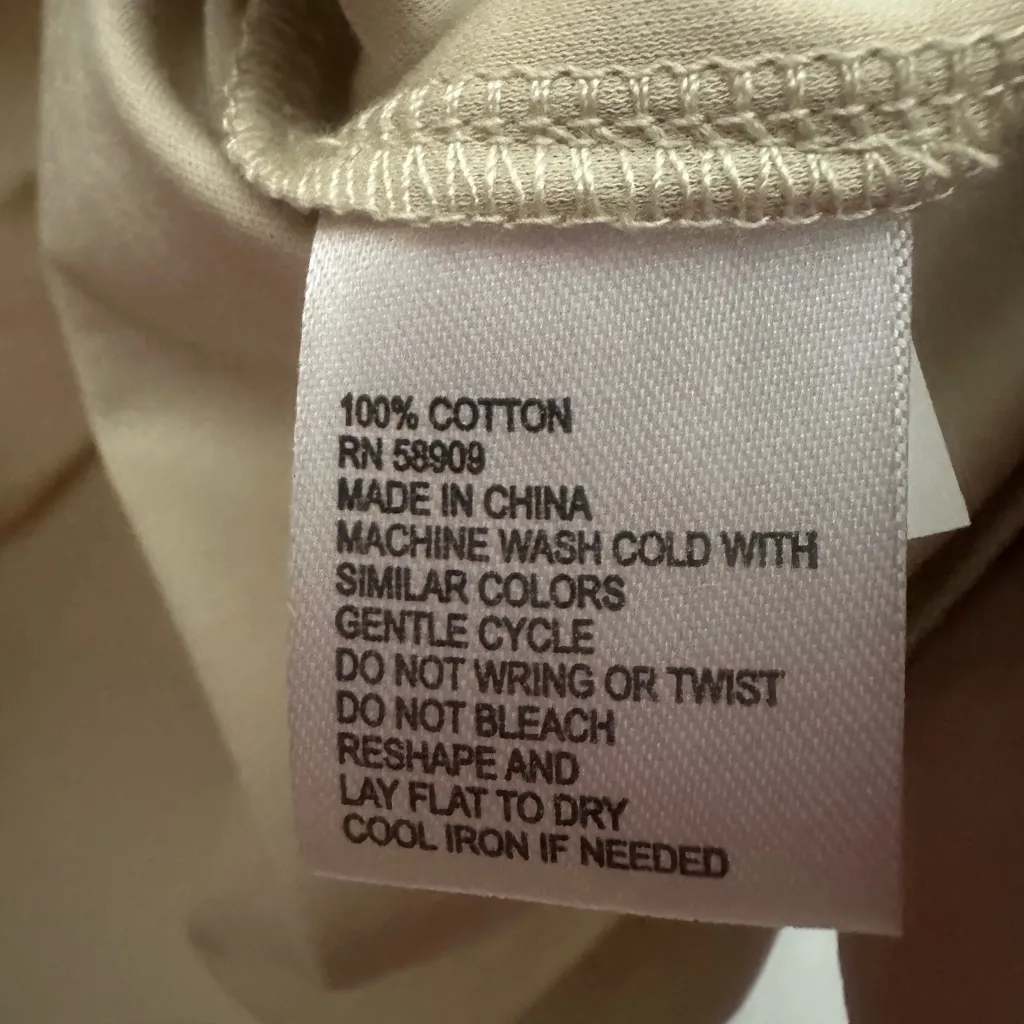 100% COTTON
RN 58909
MADE IN CHINA
MACHINE WASH COLD WITH
SIMILAR COLORS
GENTLE CYCLE
DO NOT WRING OR TWIST
DO NOT BLEACH
RESHAPE AND
LAY FLAT TO DRY
COOL IRON IF NEEDED